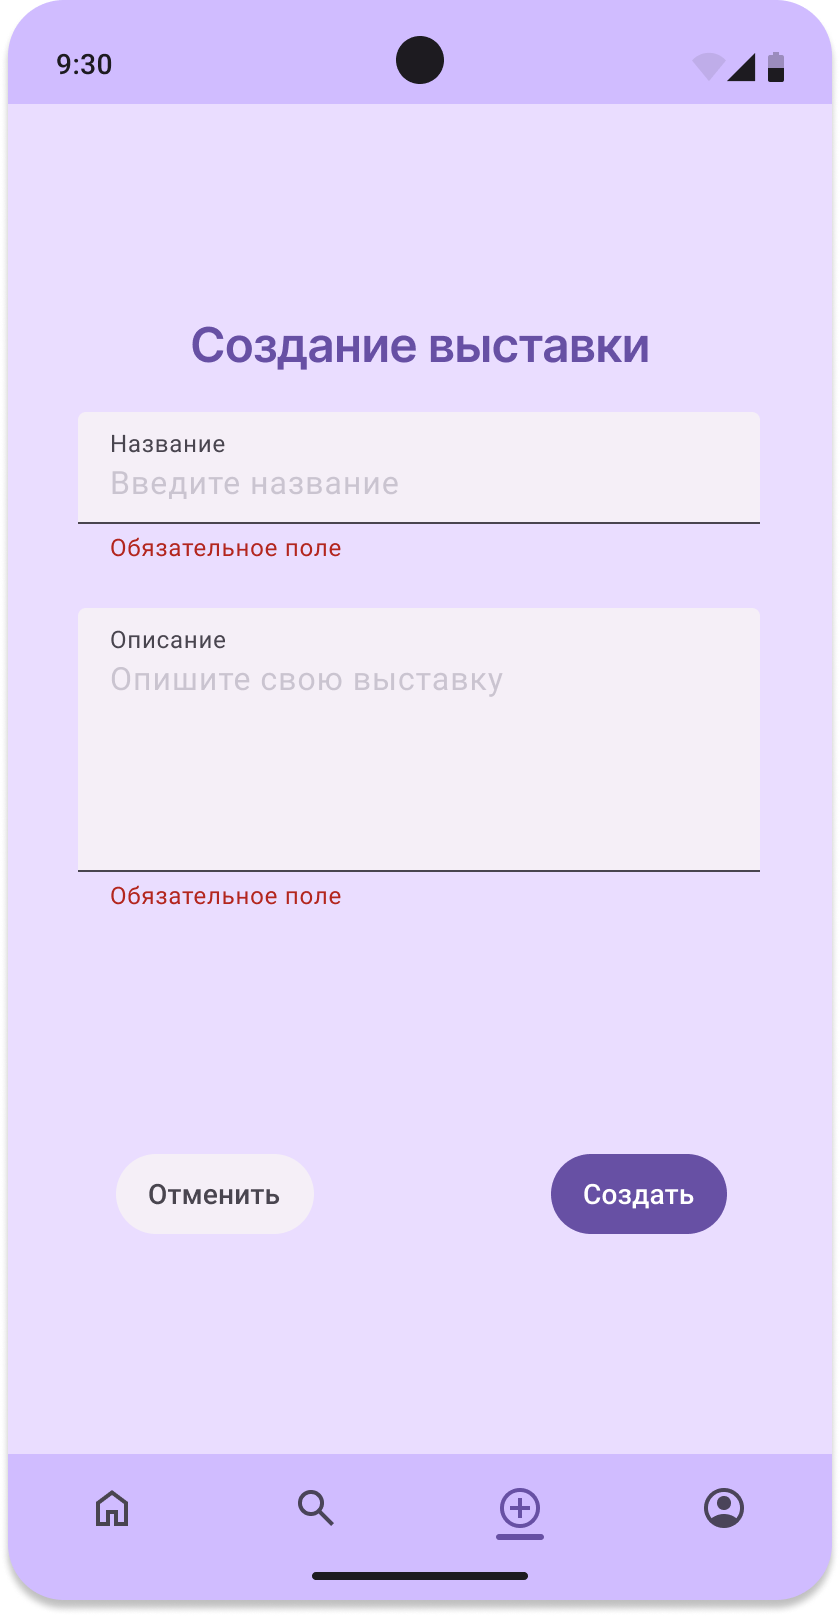 9:30
Создание выставки
Название
Введите название
Обязательное поле
Описание
Опишите свою выставку
Обязательное поле
Отменить
Создать